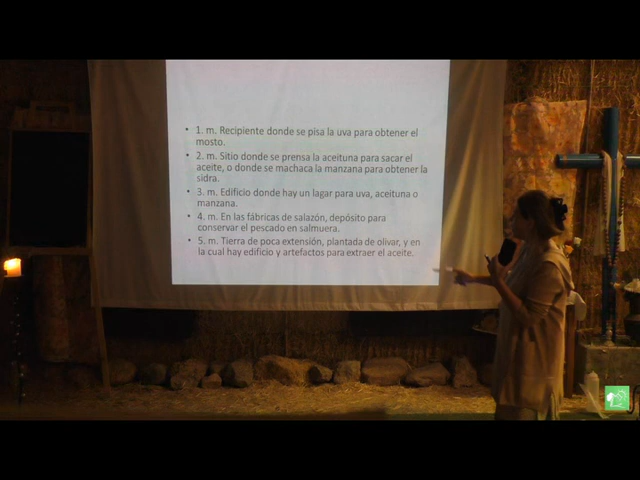 • 1. m. Recipiente donde se pisa la uva para obtener el
mosto.
• 2. m. Sitio donde se prensa la aceituna para sacar el
aceite, o donde se machaca la manzana para obtener la
sidra.
• 3. m. Edificio donde hay un lagar para uva, aceituna o
manzana.
• 4. m. En las fábricas de salazón, depósito para
conservar el pescado en salmuera.
• 5. m. Tierra de poca extensión, plantada de olivar, y en
la cual hay edificio y artefactos para extraer el aceite.